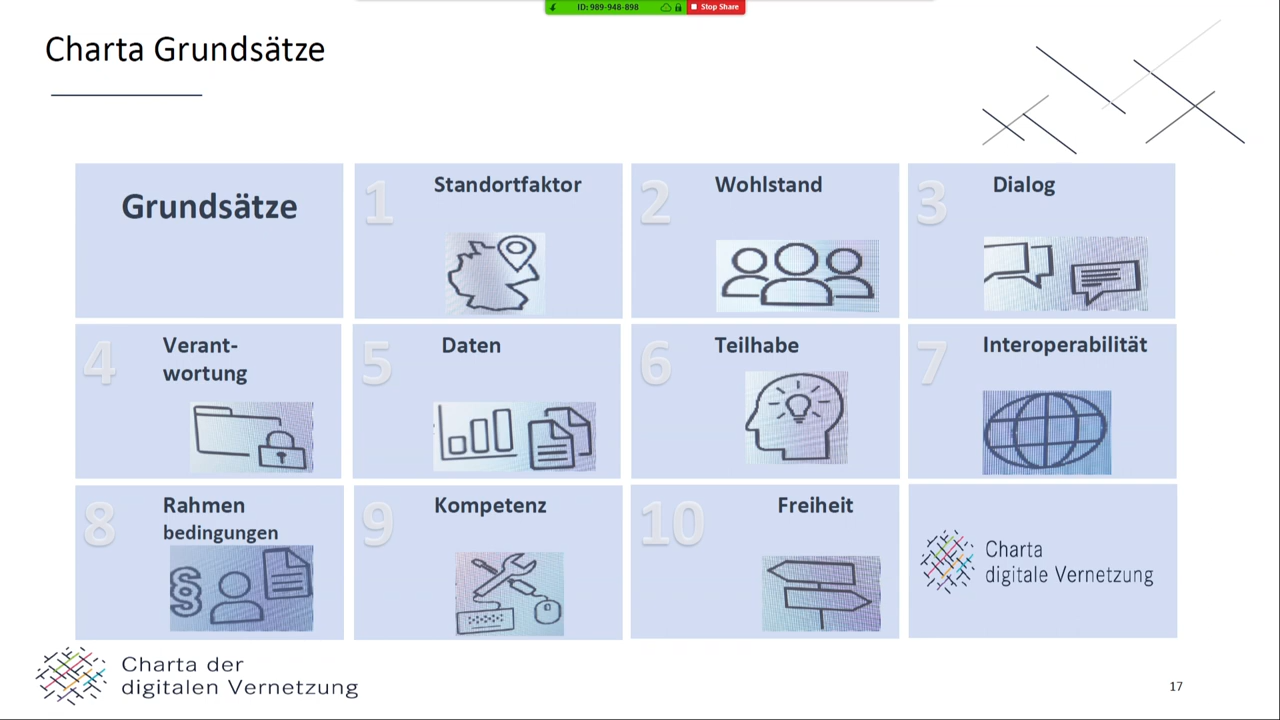 ID: 989-948-898
Stop Share
Charta Grundsätze
Grundsätze
1
Standortfaktor
2
Wohlstand
3
Dialog
4
Verant-
wortung
5
Daten
6
Teilhabe
7
Interoperabilität
8
Rahmen
bedingungen
§
9
Kompetenz
10
Freiheit
Charta
digitale Vernetzung
Charta der
digitalen Vernetzung
17